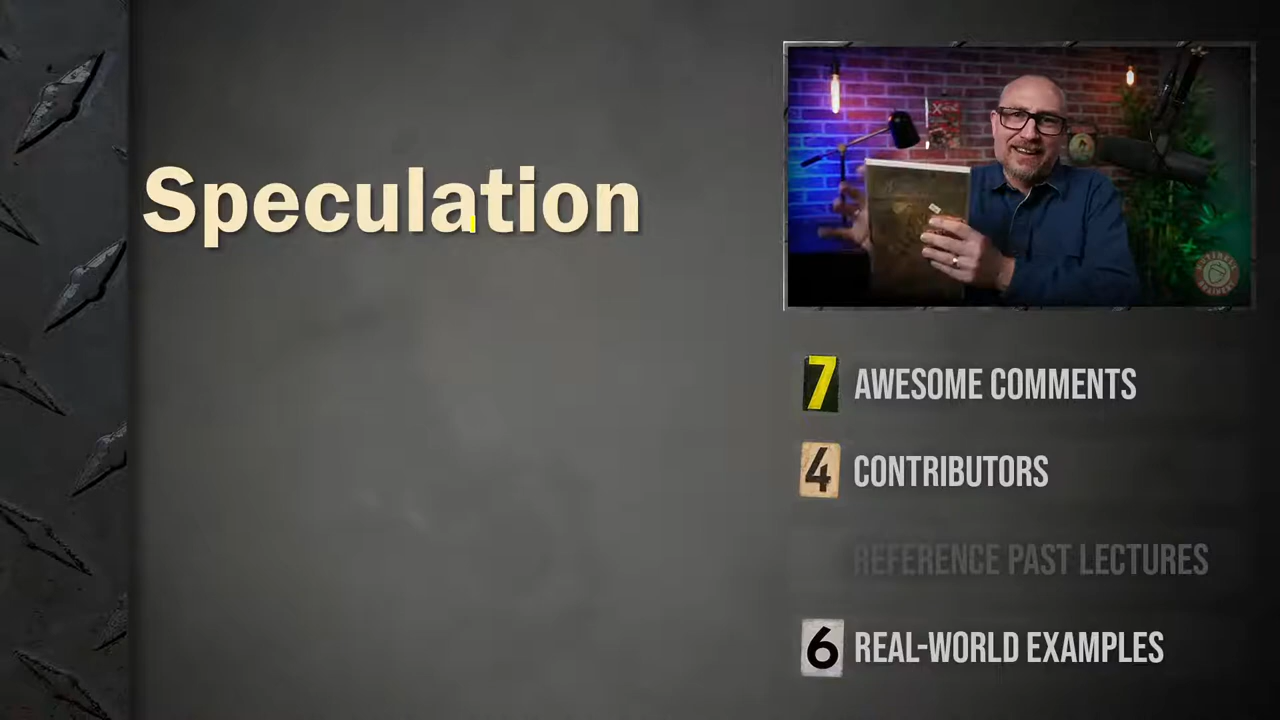 Speculation
7 AWESOME COMMENTS
4 CONTRIBUTORS
REFERENCE PAST LECTURES
6 REAL-WORLD EXAMPLES